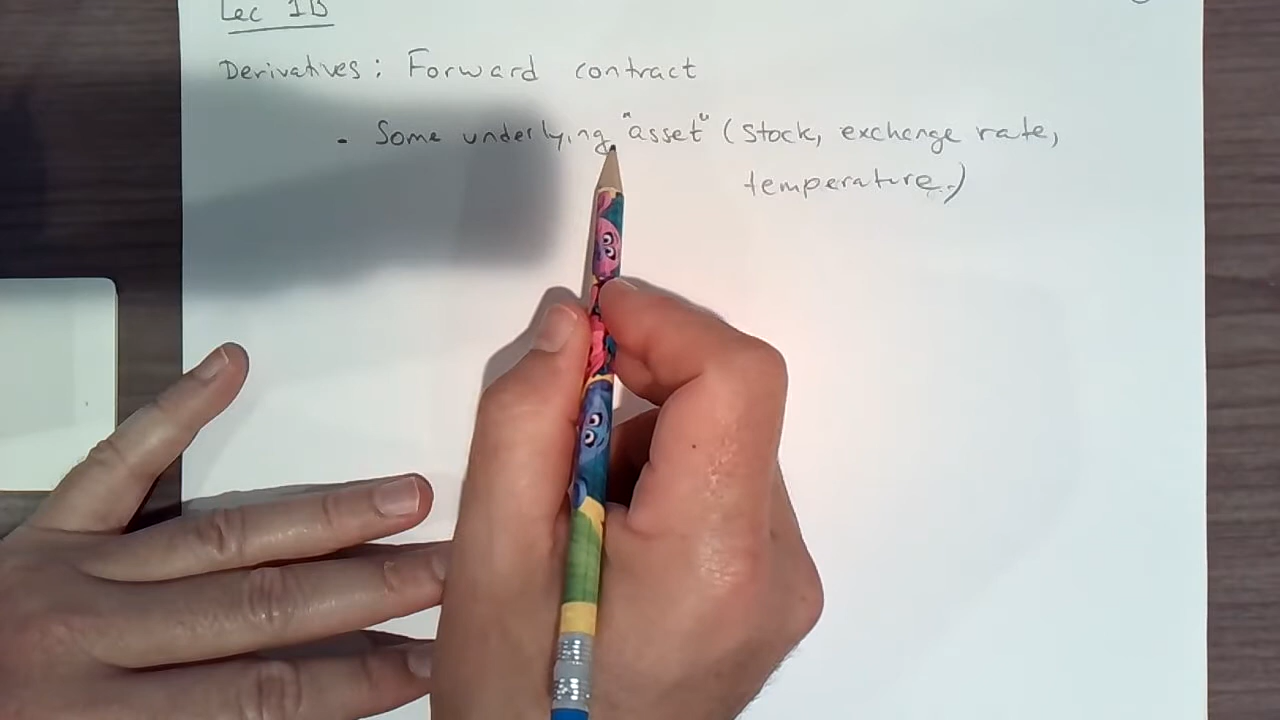 Lec 1B
Derivatives: Forward contract
- Some underlying "asset" (stock, exchange rate,
temperature.)